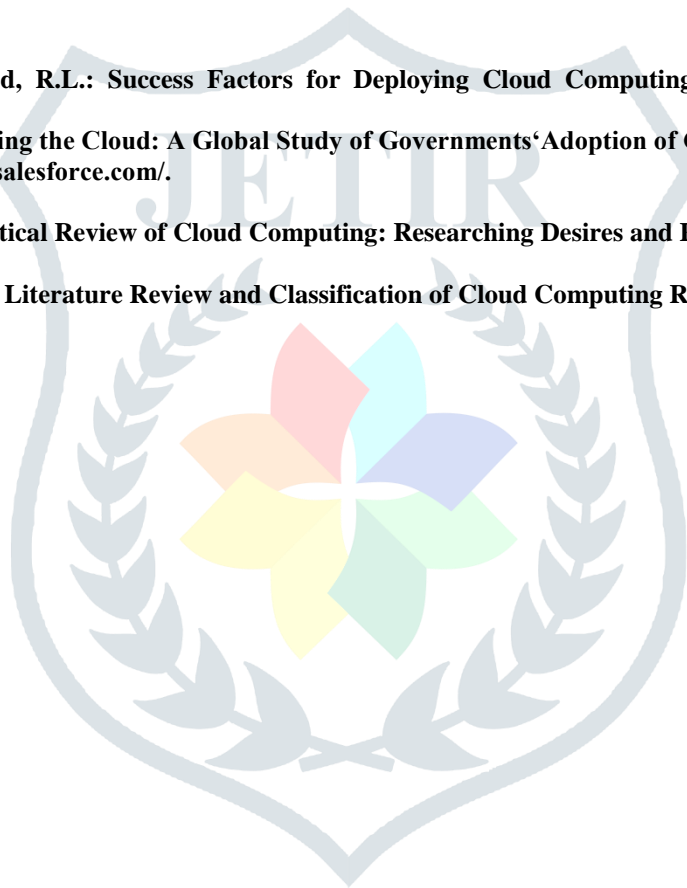 d, R.L.: Success Factors for Deploying Cloud Computing
ing the Cloud: A Global Study of Governments‘Adoption of
salesforce.com/.
tical Review of Cloud Computing: Researching Desires and
Literature Review and Classification of Cloud Computing
JETIR